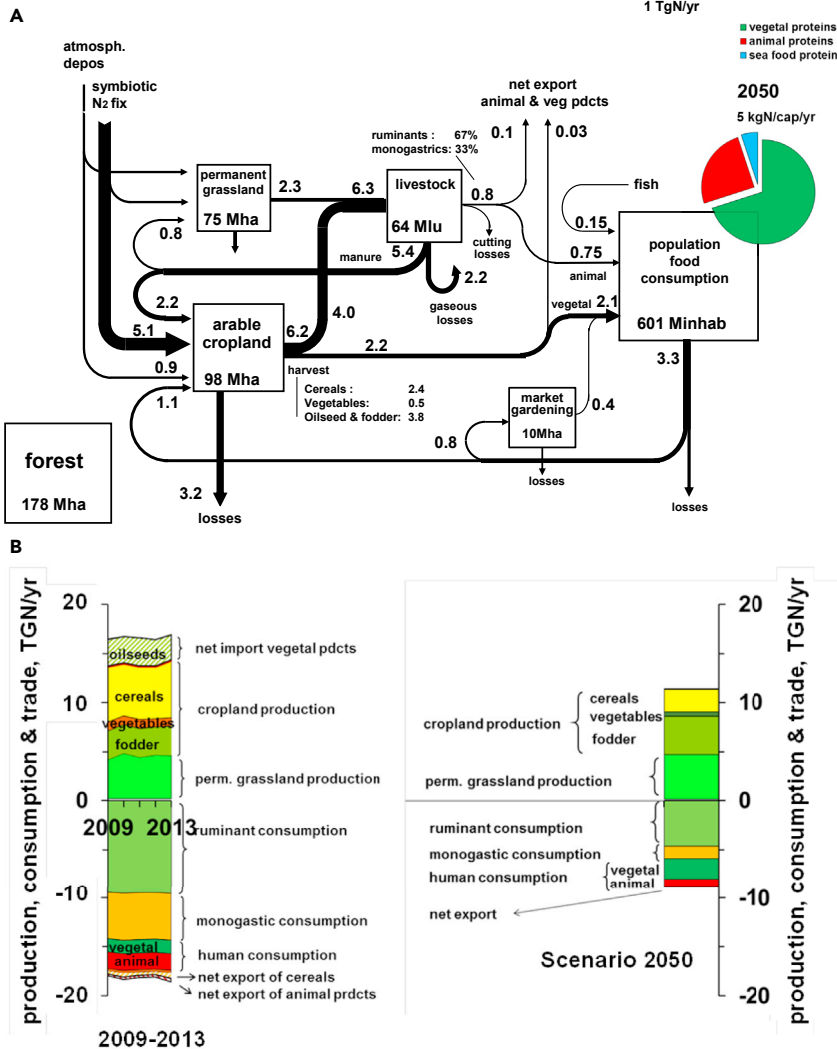 1 TgN/yr
A
vegetal proteins
animal proteins
sea food protein
2050
5 kgN/cap/yr
atmosph.
depos
symbiotic
N2 fix
net export
animal & veg pdcts
0.1
0.03
ruminants : 67%
monogastrics: 33%
permanent
grassland
75 Mha
2.3
6.3
livestock
64 Mlu
0.8
fish
0.15
0.8
manure
5.4
cutting
losses
0.75
animal
population
food
consumption
601 Minhab
2.2
gaseous
losses
2.2
4.0
vegetal
2.1
5.1
arable
cropland
98 Mha
6.2
2.2
3.3
harvest
Cereals : 2.4
Vegetables: 0.5
Oilseed & fodder: 3.8
0.9
1.1
market
gardening
10Mha
0.4
0.8
forest
178 Mha
3.2
losses
losses
losses
B
production, consumption & trade, TGN/yr
20
10
0
-10
-20
2009 2013
oilseeds
cereals
vegetables
fodder
vegetal
animal
net import vegetal pdcts
cropland production
perm. grassland production
ruminant consumption
monogastic consumption
human consumption
net export of cereals
net export of animal prdcts
2009-2013
cropland production
cereals
vegetables
fodder
perm. grassland production
ruminant consumption
monogastic consumption
human consumption
vegetal
animal
net export
Scenario 2050
20
10
0
-10
-20
production, consumption & trade, TGN/yr